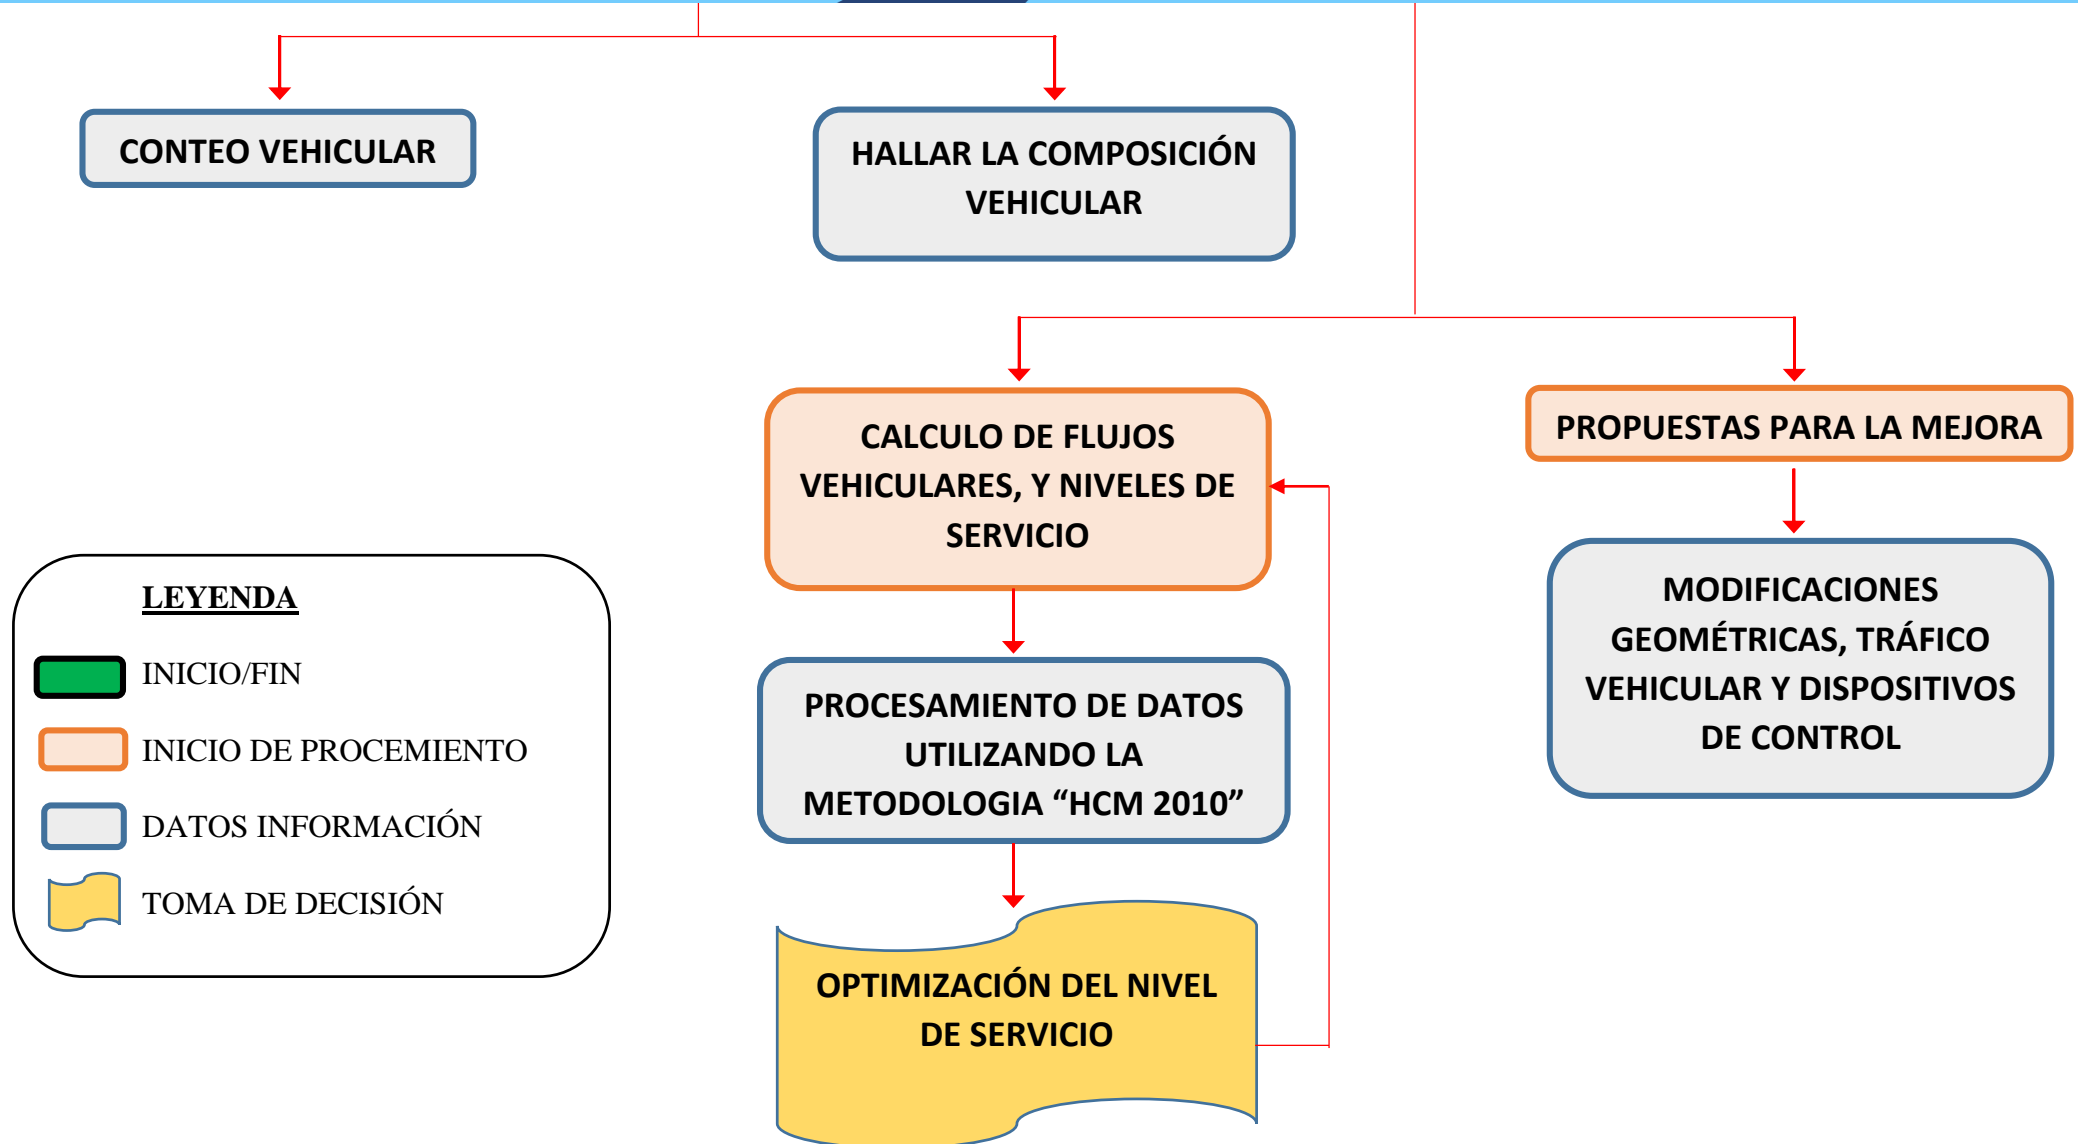 CONTEO VEHICULAR
HALLAR LA COMPOSICIÓN
VEHICULAR
CALCULO DE FLUJOS
VEHICULARES, Y NIVELES DE
SERVICIO
PROPUESTAS PARA LA MEJORA
MODIFICACIONES
GEOMÉTRICAS, TRÁFICO
VEHICULAR Y DISPOSITIVOS
DE CONTROL
PROCESAMIENTO DE DATOS
UTILIZANDO LA
METODOLOGIA “HCM 2010”
OPTIMIZACIÓN DEL NIVEL
DE SERVICIO
LEYENDA
INICIO/FIN
INICIO DE PROCEMIENTO
DATOS INFORMACIÓN
TOMA DE DECISIÓN